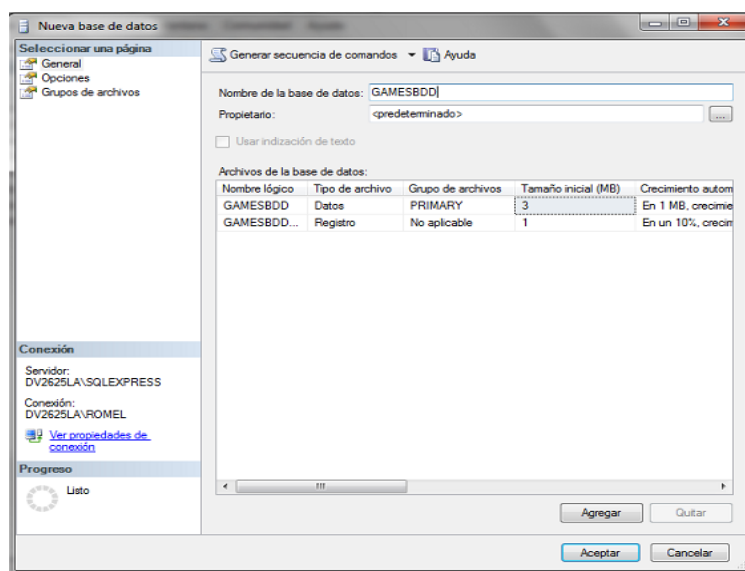 Nueva base de datos
Seleccionar una página
General
Opciones
Grupos de archivos
Generar secuencia de comandos
Ayuda
Nombre de la base de datos: GAMESBDD
Propietario: <predeterminado>
...
Usar indización de texto
Archivos de la base de datos:
Nombre lógico Tipo de archivo Grupo de archivos Tamaño inicial (MB) Crecimiento autom
GAMESBDD Datos PRIMARY 3 En 1 MB, crecimie
GAMESBDD... Registro No aplicable 1 En un 10%, crecim
Conexión
Servidor:
DV2625LA\SQLEXPRESS
Conexión:
DV2625LA\ROMEL
Ver propiedades de
conexión
Progreso
Listo
Agregar Quitar
Aceptar Cancelar